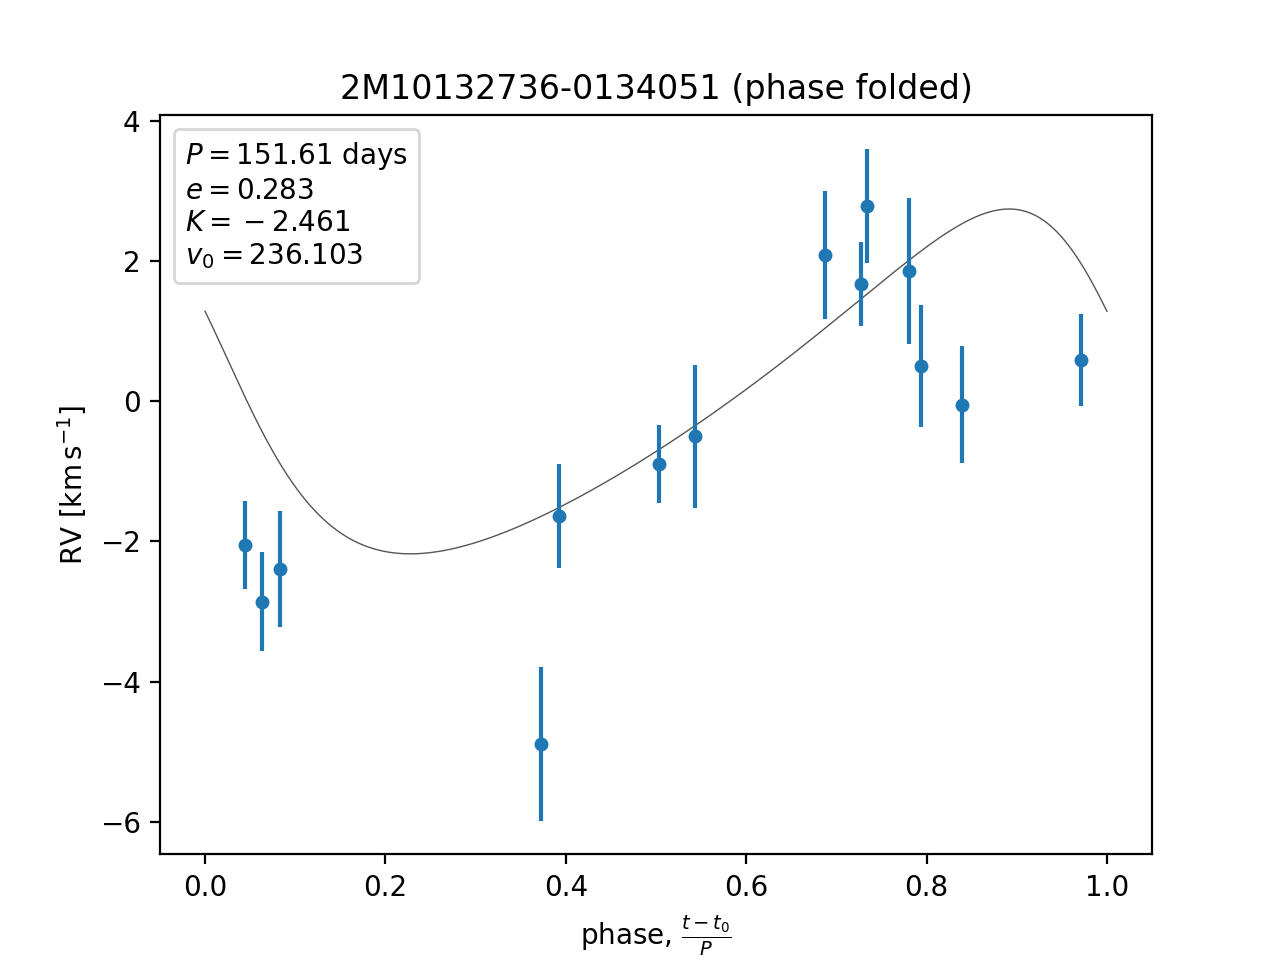 2M10132736-0134051 (phase folded)
P = 151.61 days
e = 0.283
K = −2.461
v₀ = 236.103
4
2
0
−2
−4
−6
RV [km s⁻¹]
0.0 0.2 0.4 0.6 0.8 1.0
phase, (t − t₀)/P